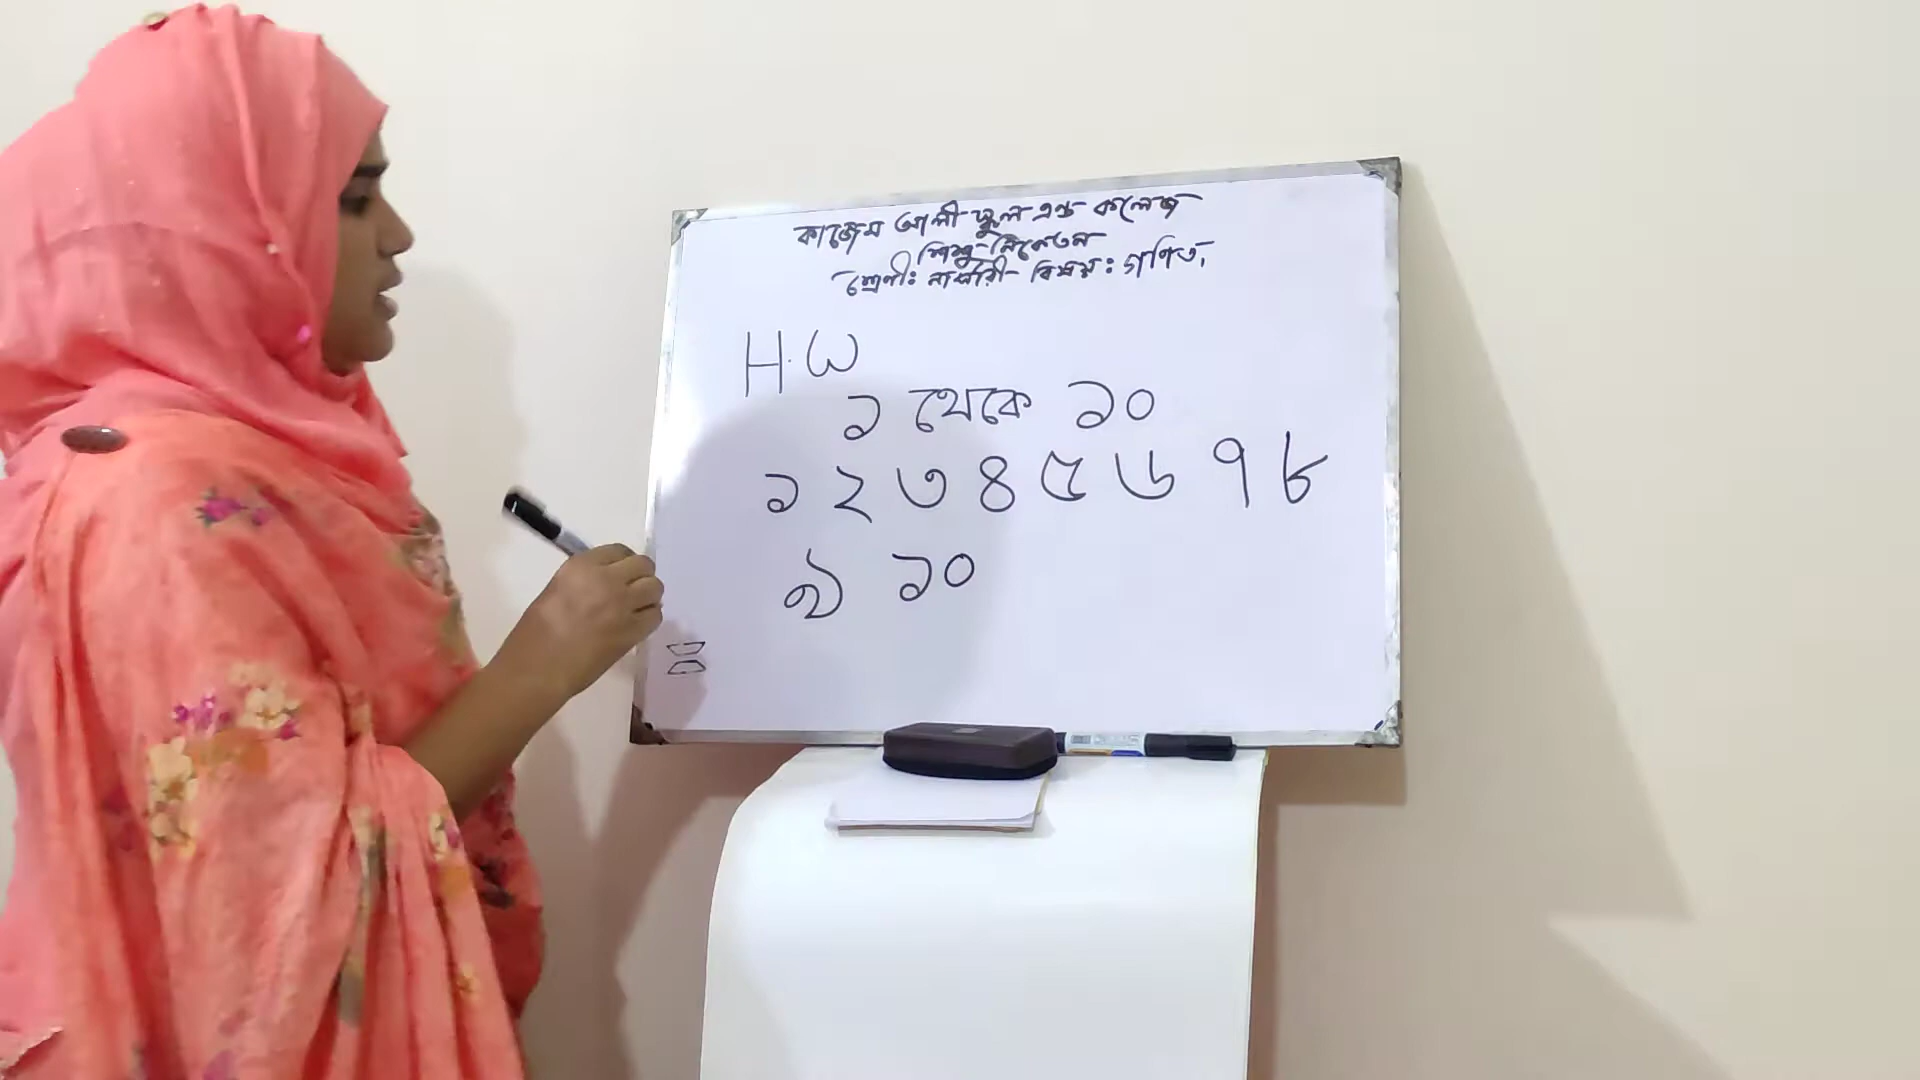 কাজেম আলী স্কুল এন্ড কলেজ
শিশু নিকেতন
শ্রেণীঃ নার্সারী বিষয়ঃ গণিত,
H.W
১ থেকে ১০
১ ২ ৩ ৪ ৫ ৬ ৭ ৮
৯ ১০